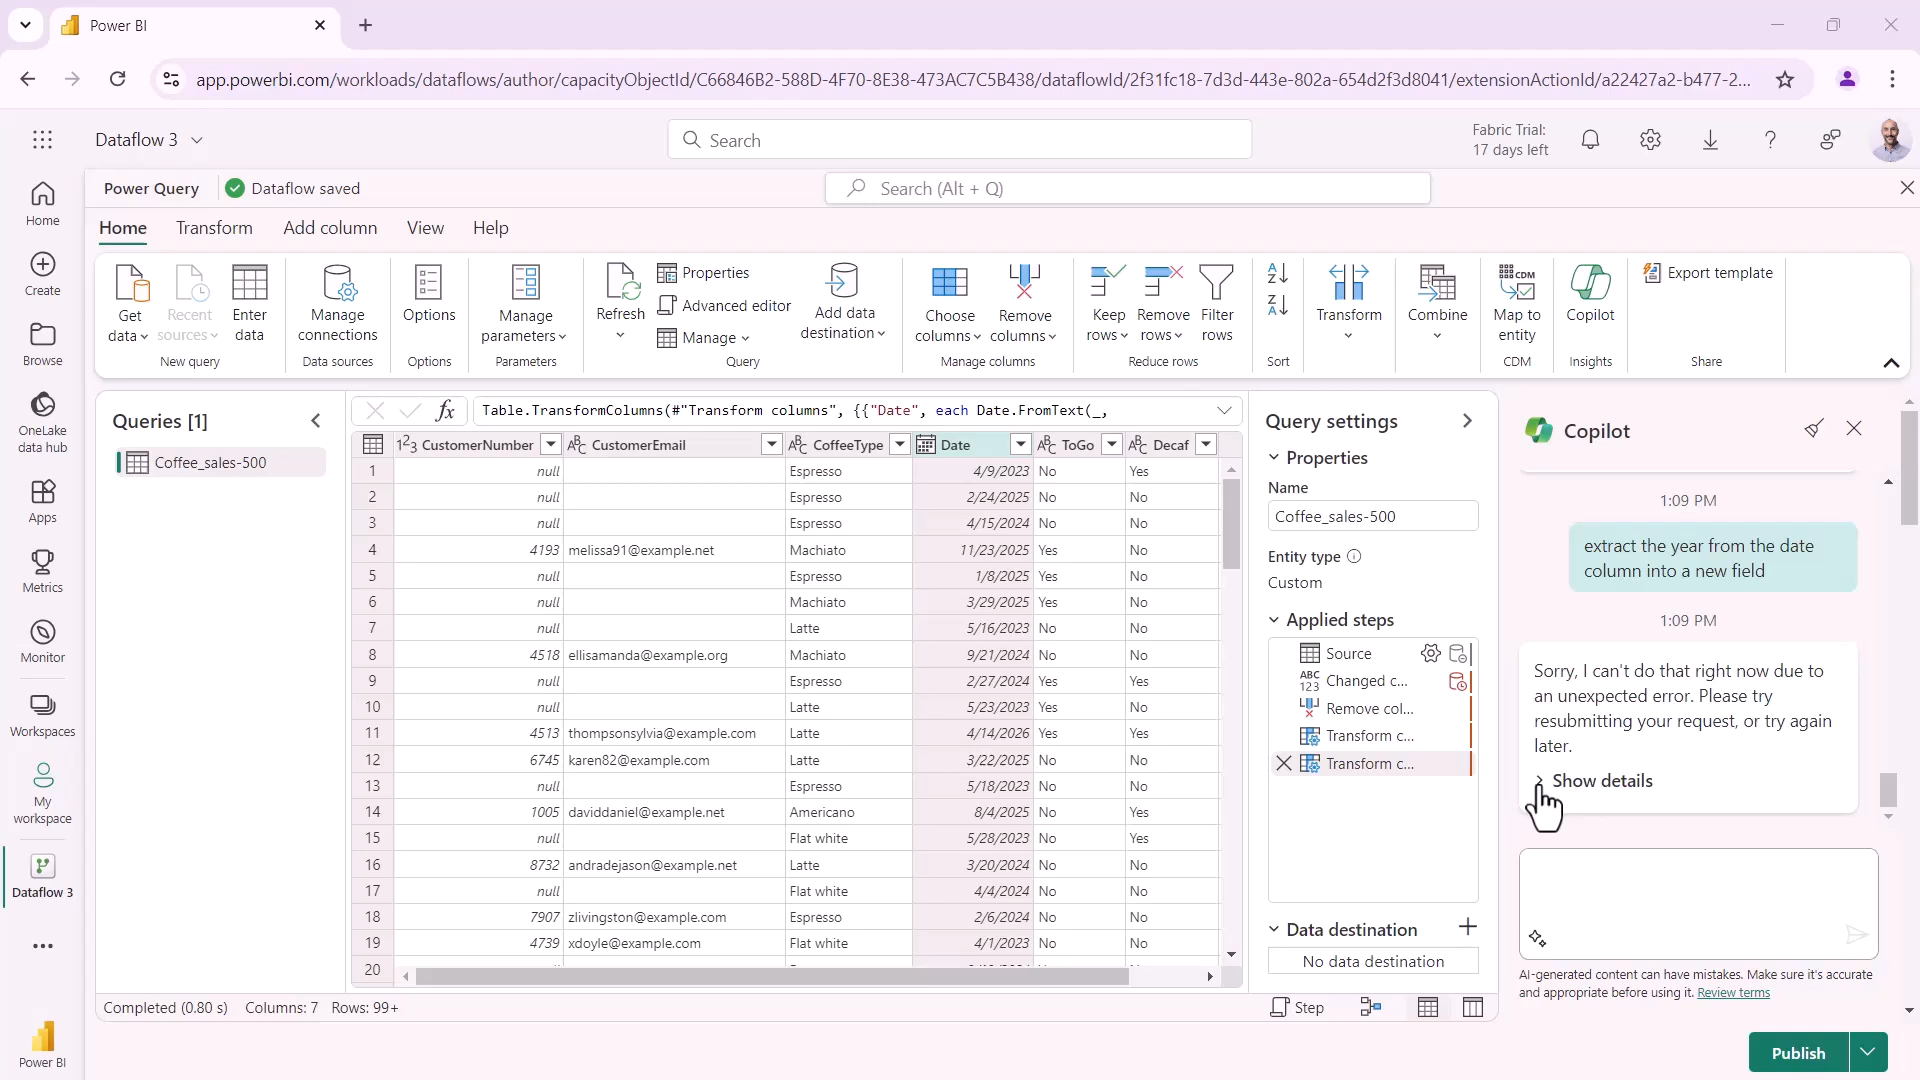 Power BI
app.powerbi.com/workloads/dataflows/author/capacityObjectId/C66846B2-588D-4F70-8E38-473AC7C5B438/dataflowId/2f31fc18-7d3d-443e-802a-654d2f3d8041/extensionActionId/a22427a2-b477-2...
Dataflow 3
Search
Fabric Trial:
17 days left
Power Query
Dataflow saved
Search (Alt + Q)
Home
Transform
Add column
View
Help
Get data
Recent sources
Enter data
New query
Manage connections
Data sources
Options
Options
Manage parameters
Parameters
Refresh
Properties
Advanced editor
Manage
Add data destination
Query
Choose columns
Remove columns
Manage columns
Keep rows
Remove rows
Filter rows
Reduce rows
Sort
Transform
Combine
CDM
Map to entity
CDM
Copilot
Insights
Export template
Share
Home
Create
Browse
OneLake data hub
Apps
Metrics
Monitor
Workspaces
My workspace
Dataflow 3
Power BI
Queries [1]
Coffee_sales-500
fx
Table.TransformColumns(#"Transform columns", {{"Date", each Date.FromText(_,
CustomerNumber CustomerEmail CoffeeType Date ToGo Decaf
1 null Espresso 4/9/2023 No Yes
2 null Espresso 2/24/2025 No No
3 null Espresso 4/15/2024 No No
4 4193 melissa91@example.net Machiato 11/23/2025 Yes No
5 null Espresso 1/8/2025 Yes No
6 null Machiato 3/29/2025 Yes No
7 null Latte 5/16/2023 No No
8 4518 ellisamanda@example.org Machiato 9/21/2024 No No
9 null Espresso 2/27/2024 Yes Yes
10 null Latte 5/23/2023 Yes No
11 4513 thompsonsylvia@example.com Latte 4/14/2026 Yes Yes
12 6745 karen82@example.com Latte 3/22/2025 No No
13 null Espresso 5/18/2023 No No
14 1005 daviddaniel@example.net Americano 8/4/2025 No Yes
15 null Flat white 5/28/2023 No Yes
16 8732 andradejason@example.net Latte 3/20/2024 No No
17 null Flat white 4/4/2024 No No
18 7907 zlivingston@example.com Espresso 2/6/2024 No No
19 4739 xdoyle@example.com Flat white 4/1/2023 No No
20
Completed (0.80 s) Columns: 7 Rows: 99+
Step
Query settings
Properties
Name
Coffee_sales-500
Entity type
Custom
Applied steps
Source
Changed c...
Remove col...
Transform c...
Transform c...
Data destination
No data destination
Copilot
1:09 PM
extract the year from the date
column into a new field
1:09 PM
Sorry, I can't do that right now due to
an unexpected error. Please try
resubmitting your request, or try again
later.
Show details
AI-generated content can have mistakes. Make sure it's accurate
and appropriate before using it. Review terms
Publish